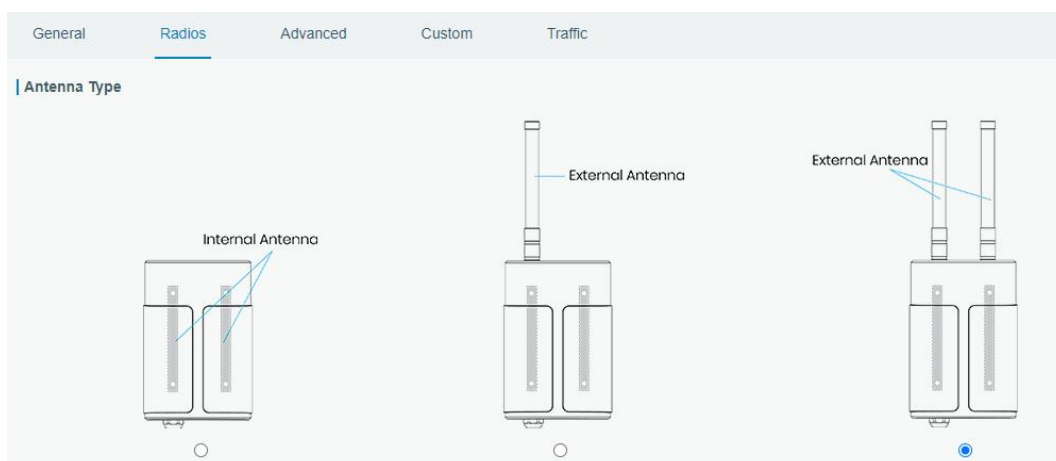 General Radios Advanced Custom Traffic
Antenna Type
External Antenna
External Antenna
Internal Antenna